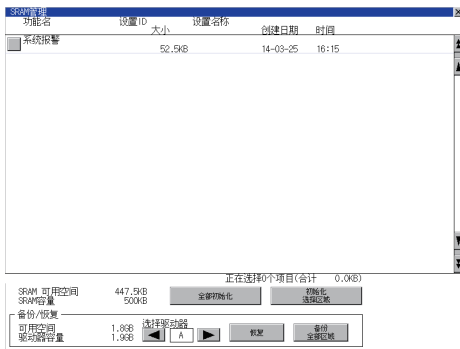 SRAM管理
功能名 设置ID 设置名称
大小 创建日期 时间
系统报警
52.5KB 14-03-25 16:15
正在选择0个项目(合计 0.0KB)
SRAM 可用空间 447.5KB
SRAM容量 500KB
全部初始化
初始化
选择区域
备份/恢复
可用空间 1.8GB
驱动器容量 1.9GB
选择驱动器
A
恢复
备份
全部区域